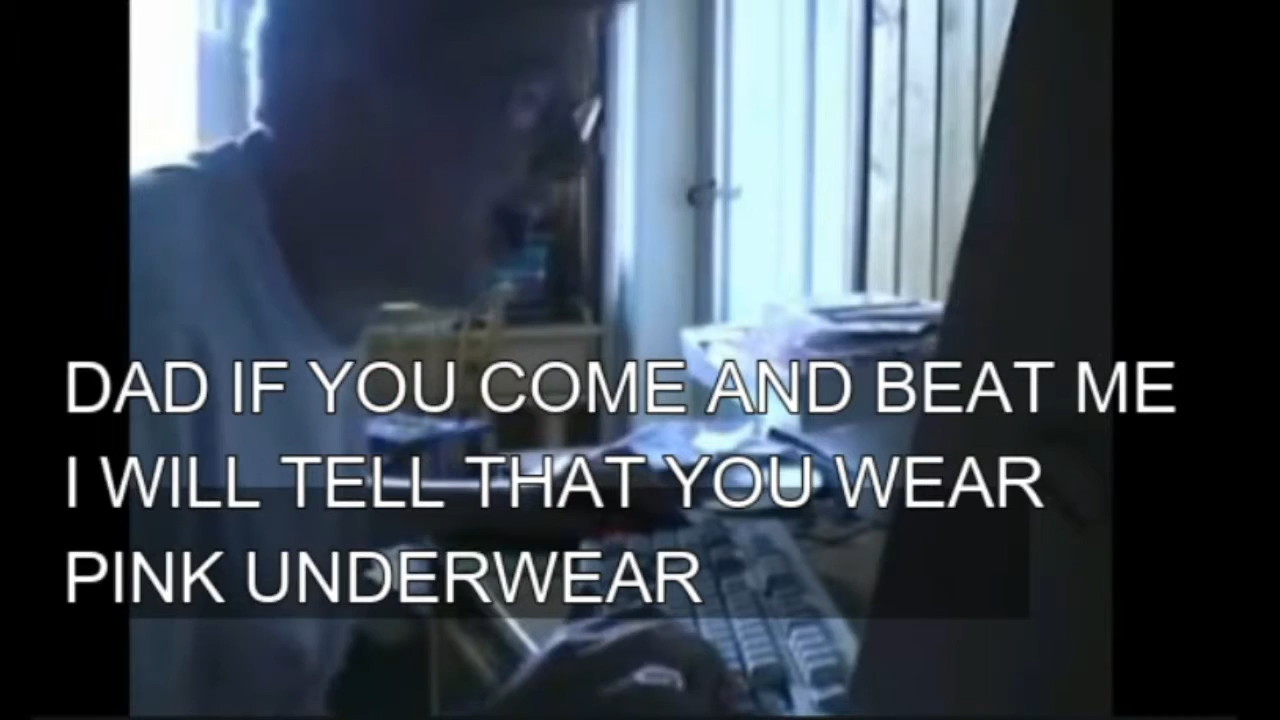 DAD IF YOU COME AND BEAT ME
I WILL TELL THAT YOU WEAR
PINK UNDERWEAR